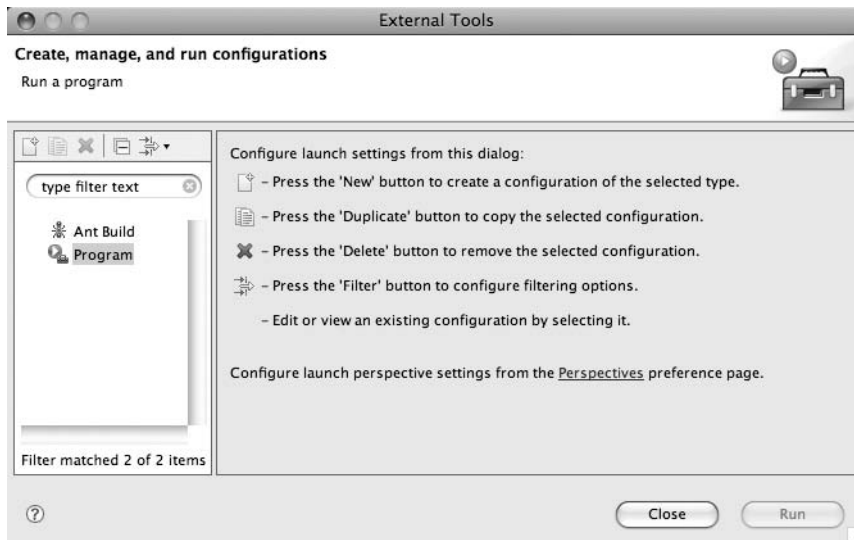 External Tools
Create, manage, and run configurations
Run a program
type filter text
Ant Build
Program
Filter matched 2 of 2 items
Configure launch settings from this dialog:
– Press the 'New' button to create a configuration of the selected type.
– Press the 'Duplicate' button to copy the selected configuration.
– Press the 'Delete' button to remove the selected configuration.
– Press the 'Filter' button to configure filtering options.
– Edit or view an existing configuration by selecting it.
Configure launch perspective settings from the Perspectives preference page.
?
Close
Run